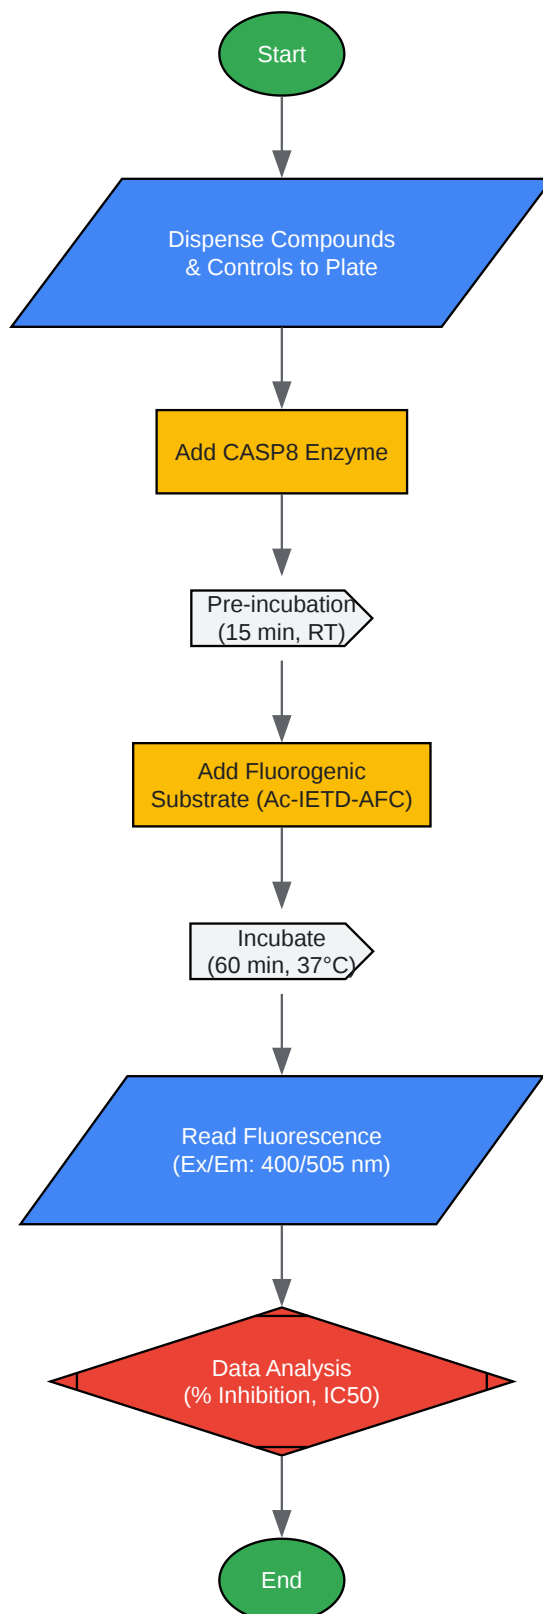 Start
Dispense Compounds
& Controls to Plate
Add CASP8 Enzyme
Pre-incubation
(15 min, RT)
Add Fluorogenic
Substrate (Ac-IETD-AFC)
Incubate
(60 min, 37°C)
Read Fluorescence
(Ex/Em: 400/505 nm)
Data Analysis
(% Inhibition, IC50)
End